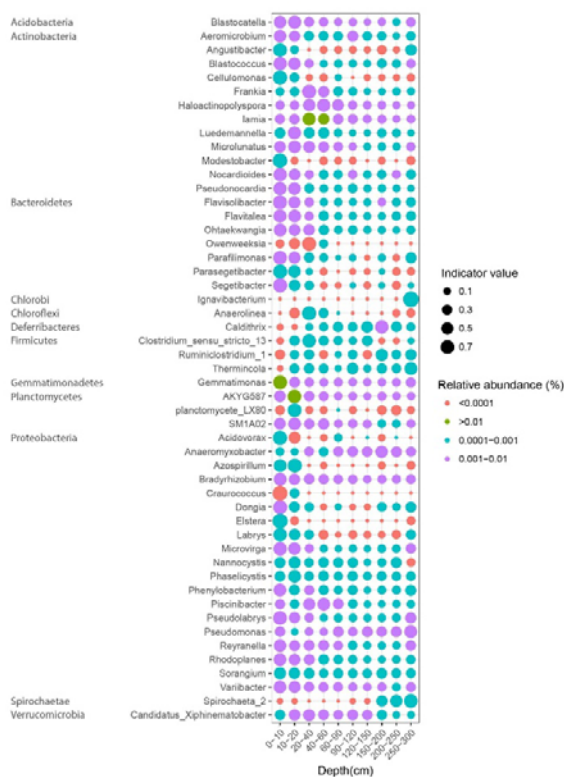 Acidobacteria Blastocatella
Actinobacteria Aeromicrobium
Angustibacter
Blastococcus
Cellulomonas
Frankia
Haloactinopolyspora
Iamia
Luedemannella
Microlunatus
Modestobacter
Nocardioides
Pseudonocardia
Bacteroidetes Flavisolibacter
Flavitalea
Ohtaekwangia
Owenweeksia
Parafilimonas
Parasegetibacter
Segetibacter
Chlorobi Ignavibacterium
Chloroflexi Anaerolinea
Deferribacteres Caldithrix
Firmicutes Clostridium_sensu_stricto_13
Ruminiclostridium_1
Thermincola
Gemmatimonadetes Gemmatimonas
Planctomycetes AKYG587
planctomycete_LX80
SM1A02
Proteobacteria Acidovorax
Anaeromyxobacter
Azospirillum
Bradyrhizobium
Craurococcus
Dongia
Elstera
Labrys
Microvirga
Nannocystis
Phaselicystis
Phenylobacterium
Piscinibacter
Pseudolabrys
Pseudomonas
Reyranella
Rhodoplanes
Sorangium
Variibacter
Spirochaetae Spirochaeta_2
Verrucomicrobia Candidatus_Xiphinematobacter
0~10 10~20 20~40 40~60 60~90 90~120 120~150 150~200 200~250 250~300
Depth(cm)
Indicator value
0.1
0.3
0.5
0.7
Relative abundance (%)
<0.0001
>0.01
0.0001~0.001
0.001~0.01